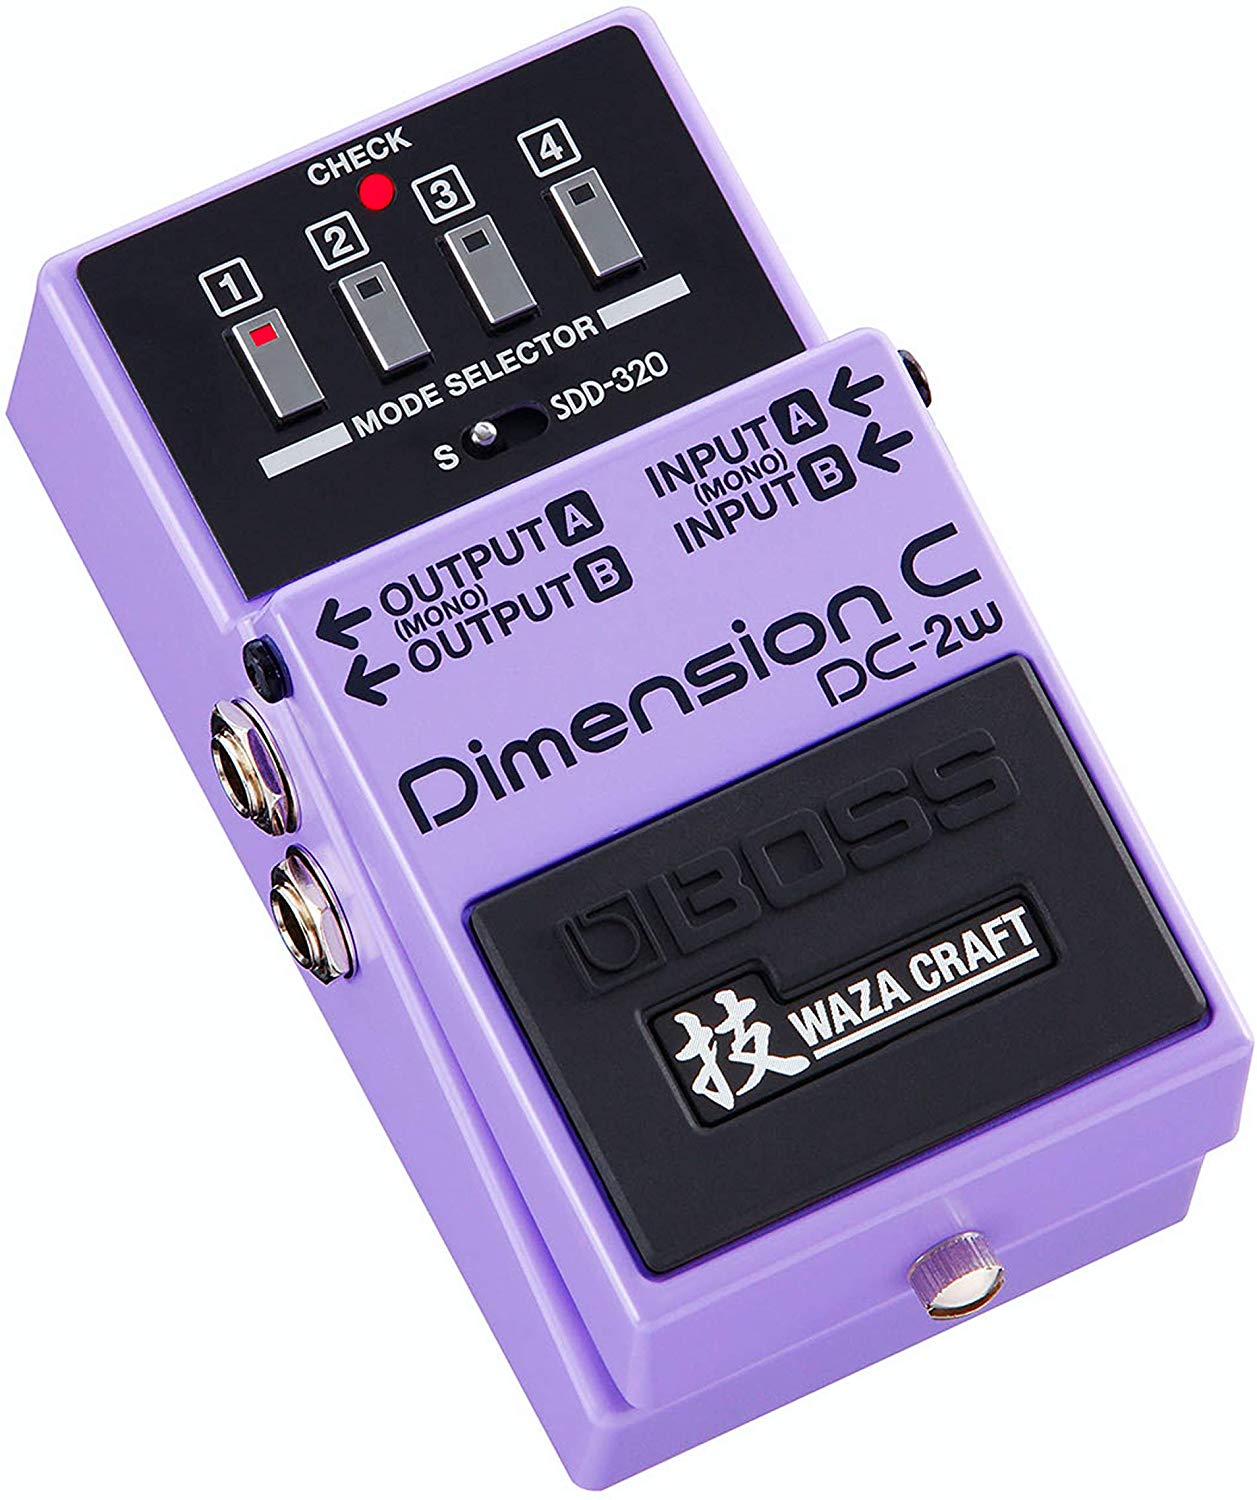 CHECK
1 2 3 4
MODE SELECTOR
S SDD-320
OUTPUT A
(MONO)
OUTPUT B
INPUT A
(MONO)
INPUT B
Dimension C
DC-2w
BOSS
技 WAZA CRAFT